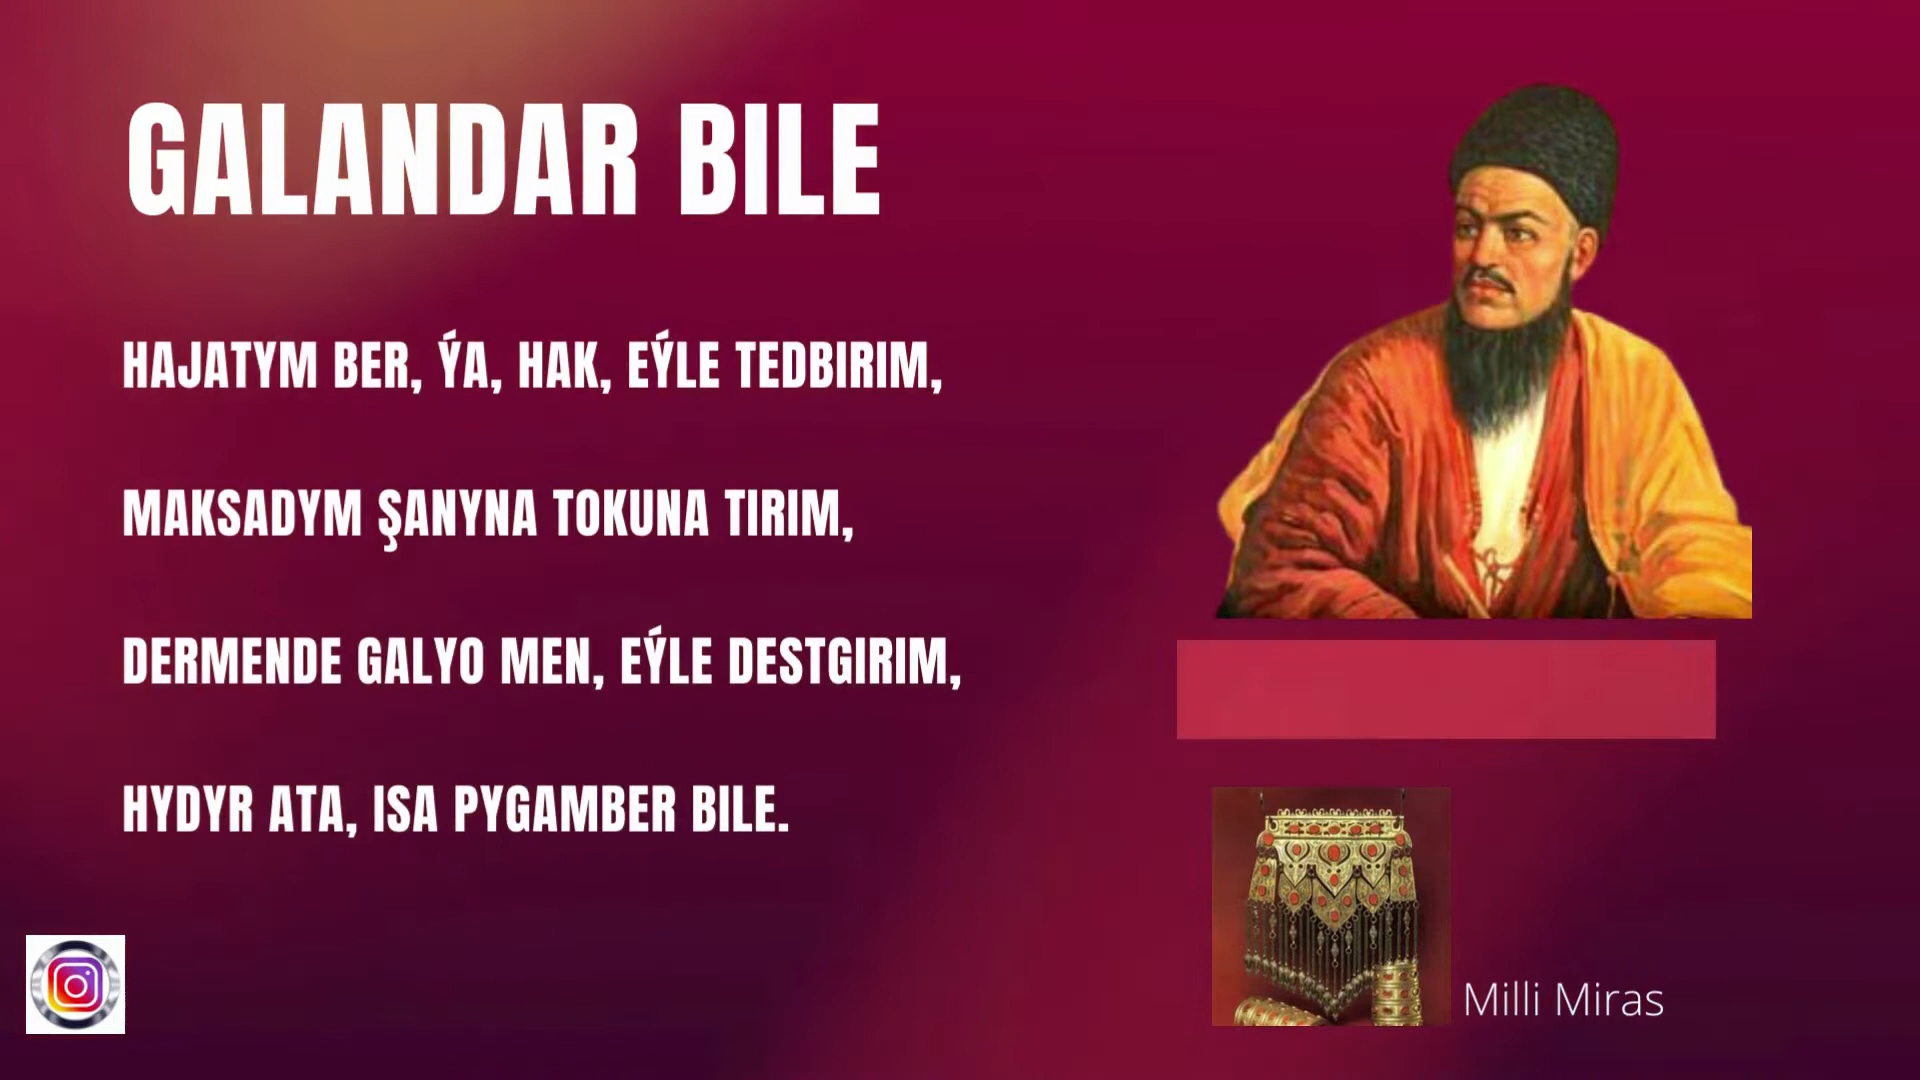 GALANDAR BILE
HAJATYM BER, ÝA, HAK, EÝLE TEDBIRIM,
MAKSADYM ŞANYNA TOKUNA TIRIM,
DERMENDE GALYO MEN, EÝLE DESTGIRIM,
HYDYR ATA, ISA PYGAMBER BILE.
Milli Miras